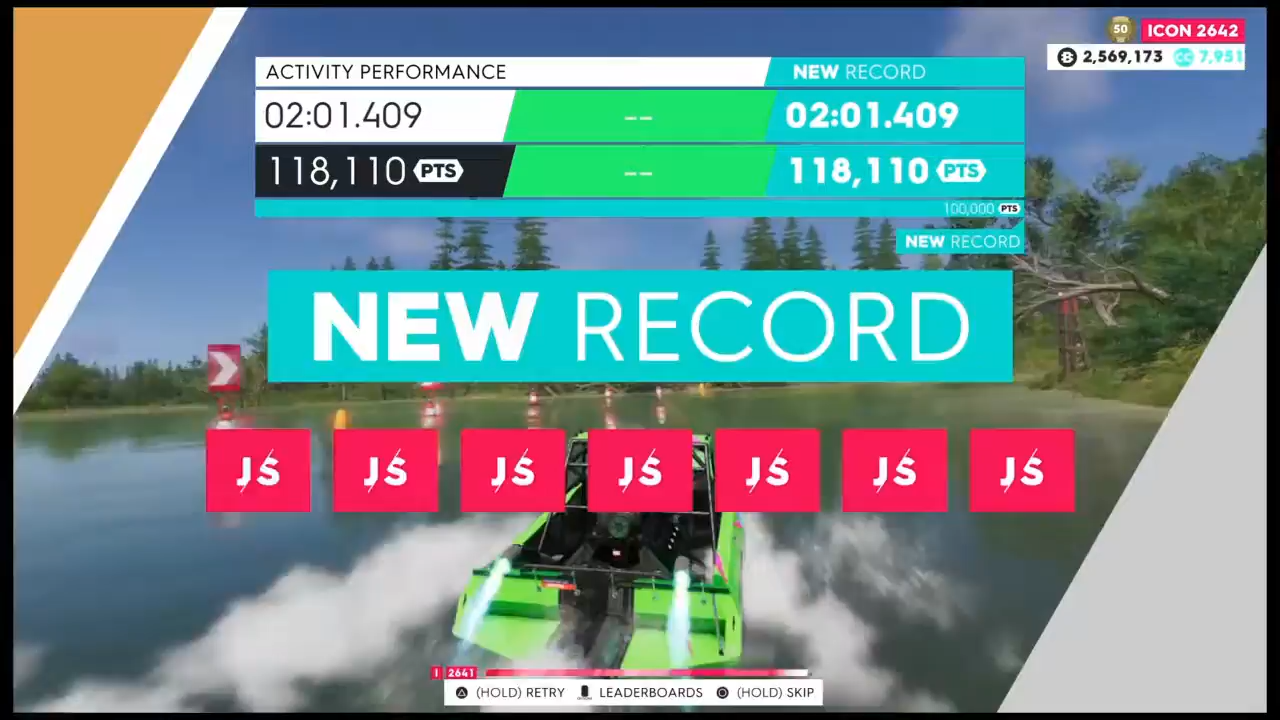 50 ICON 2642
2,569,173 CC 7,951
ACTIVITY PERFORMANCE NEW RECORD
02:01.409 -- 02:01.409
118,110 PTS -- 118,110 PTS
100,000 PTS
NEW RECORD
NEW RECORD
JS JS JS JS JS JS JS
I 2641
(HOLD) RETRY LEADERBOARDS (HOLD) SKIP